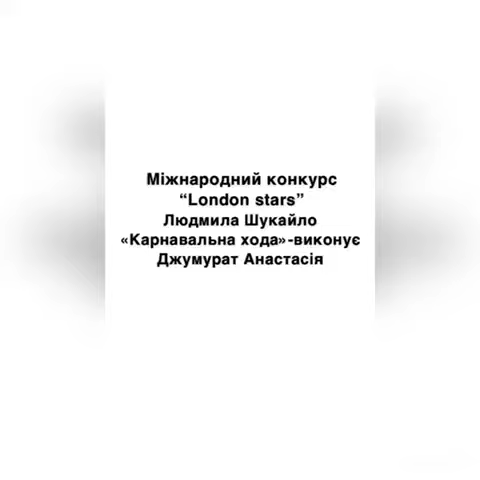 Міжнародний конкурс
“London stars”
Людмила Шукайло
«Карнавальна хода»-виконує
Джумурат Анастасія